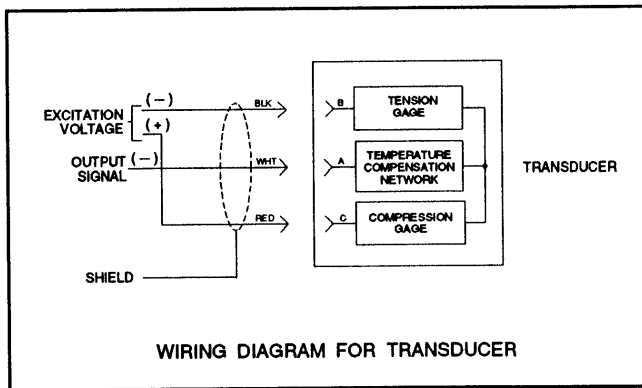 (—)
BLK
EXCITATION
VOLTAGE
(+)
OUTPUT
SIGNAL
(—)
WHT
RED
SHIELD
B
TENSION
GAGE
A
TEMPERATURE
COMPENSATION
NETWORK
C
COMPRESSION
GAGE
TRANSDUCER
WIRING DIAGRAM FOR TRANSDUCER